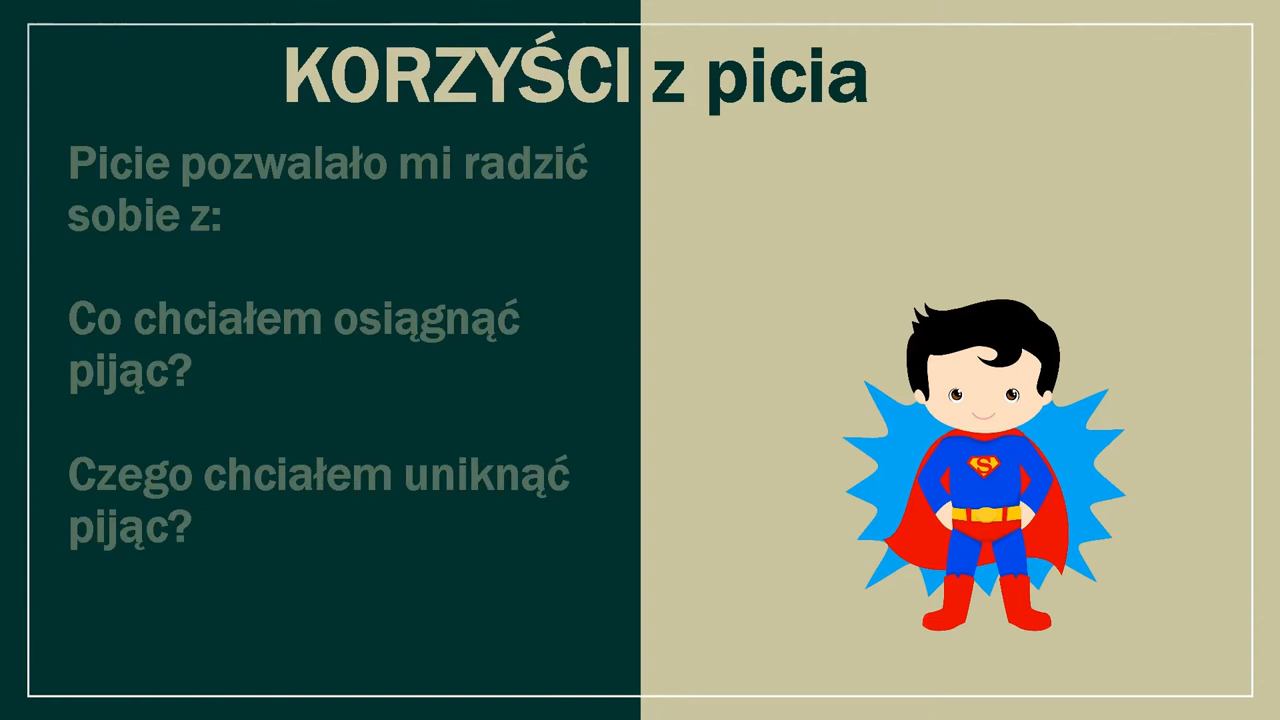 KORZYŚCI z picia
Picie pozwalało mi radzić
sobie z:
Co chciałem osiągnąć
pijąc?
Czego chciałem uniknąć
pijąc?
S